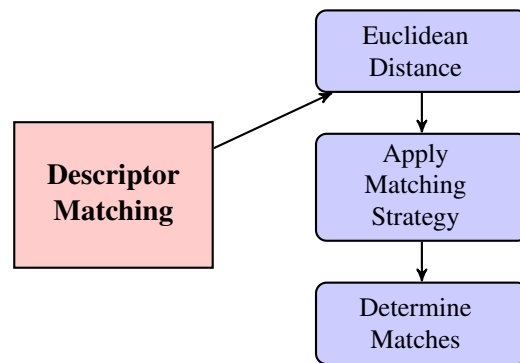 Euclidean
Distance
Descriptor
Matching
Apply
Matching
Strategy
Determine
Matches